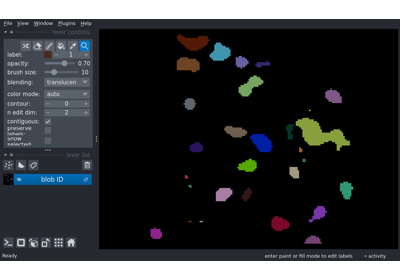 File View Window Plugins Help
layer controls
label: 1
opacity: 0.70
brush size: 10
blending: translucen
color mode: auto
contour: 0
n edit dim: 2
contiguous:
preserve labels:
show selected:
layer list
blob ID
Ready
enter paint or fill mode to edit labels
activity